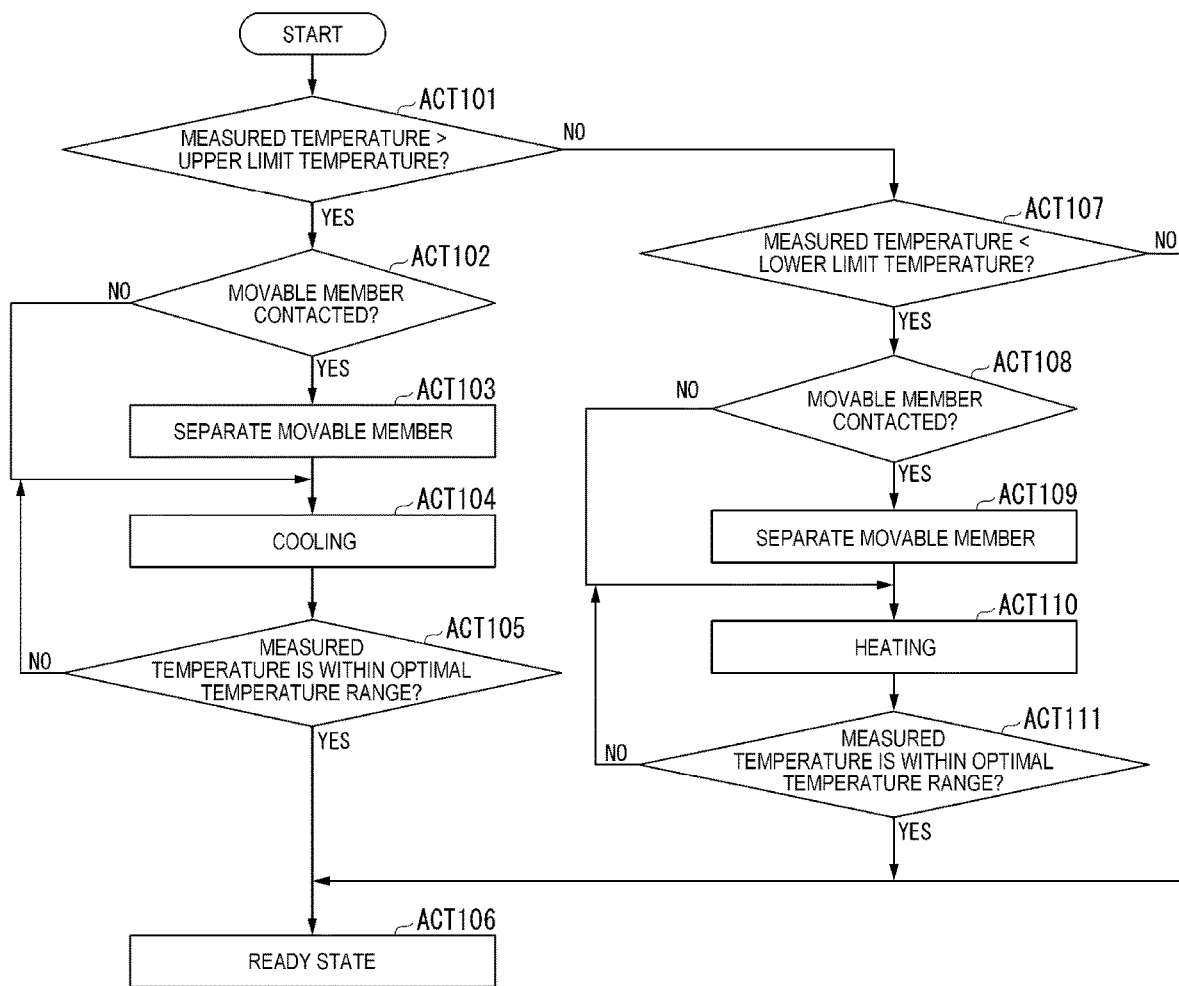 START
ACT101
MEASURED TEMPERATURE >
UPPER LIMIT TEMPERATURE?
NO
YES
ACT102
MOVABLE MEMBER
CONTACTED?
NO
YES
ACT103
SEPARATE MOVABLE MEMBER
ACT104
COOLING
ACT105
MEASURED
TEMPERATURE IS WITHIN OPTIMAL
TEMPERATURE RANGE?
NO
YES
ACT106
READY STATE
ACT107
MEASURED TEMPERATURE <
LOWER LIMIT TEMPERATURE?
NO
YES
ACT108
MOVABLE MEMBER
CONTACTED?
NO
YES
ACT109
SEPARATE MOVABLE MEMBER
ACT110
HEATING
ACT111
MEASURED
TEMPERATURE IS WITHIN OPTIMAL
TEMPERATURE RANGE?
NO
YES